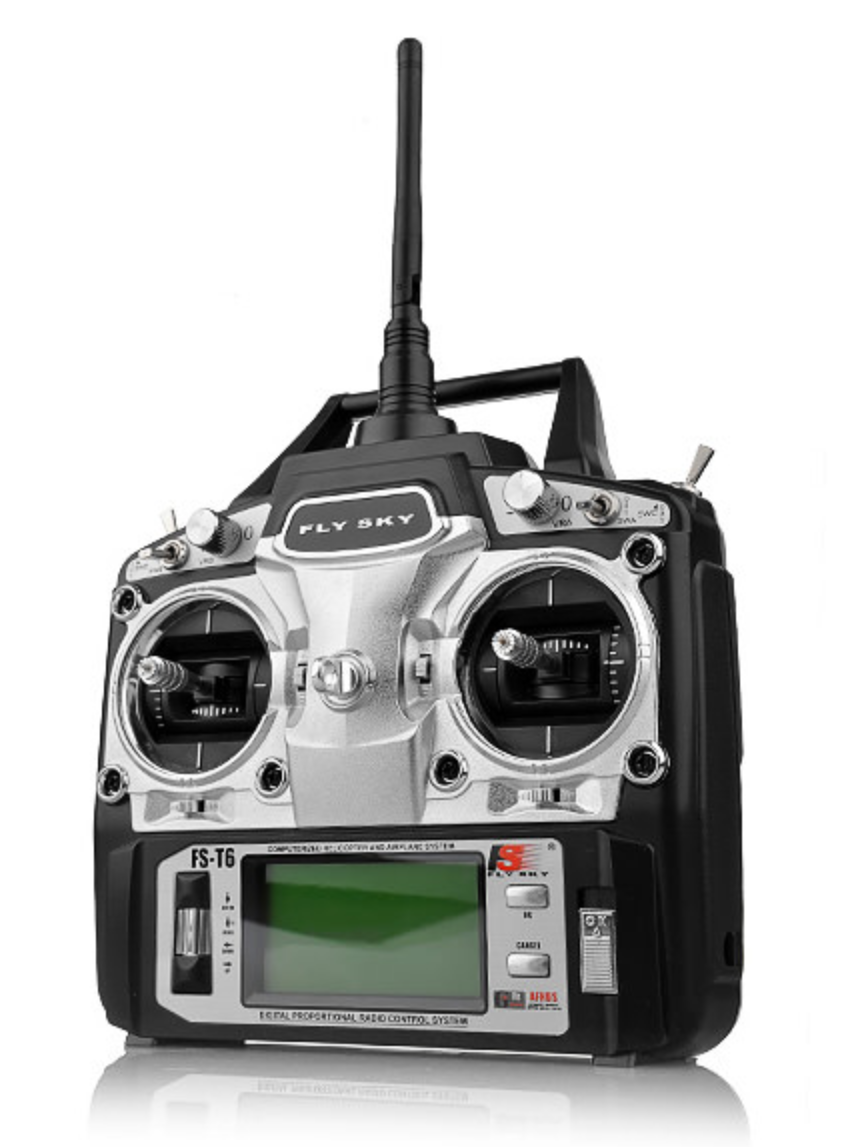 FLY SKY
FS-T6
COMPUTERIZED HELICOPTER AND AIRPLANE SYSTEM
FS ®
FLY SKY
OK
CANCEL
AFHDS
DIGITAL PROPORTIONAL RADIO CONTROL SYSTEM